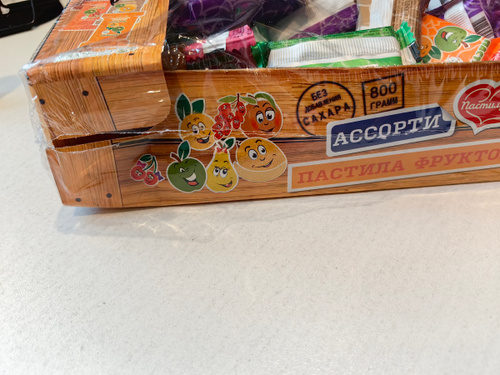 БЕЗ
ДОБАВЛЕНИЯ
САХАРА
800
ГРАММ
АССОРТИ
ПАСТИЛА ФРУКТО